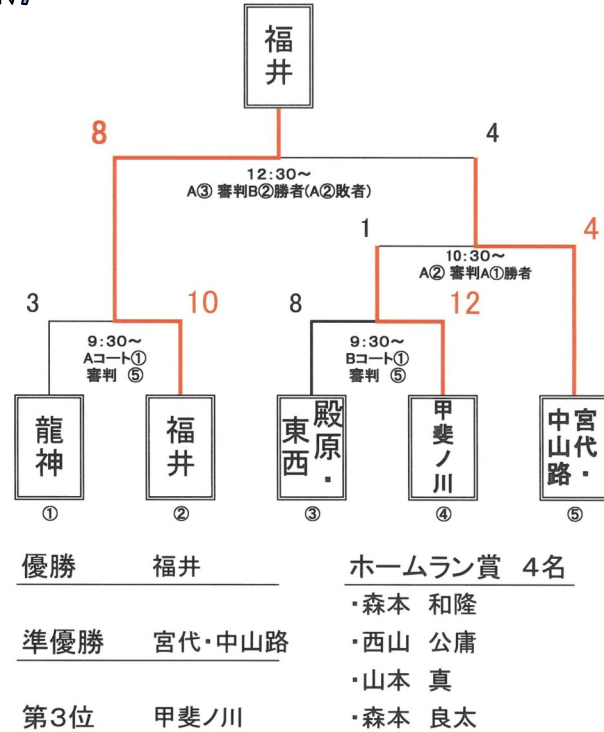 福井
8
4
12:30～
A③ 審判B②勝者(A②敗者)
1
4
10:30～
A② 審判A①勝者
3
10
8
12
9:30～
Aコート①
審判 ⑤
9:30～
Bコート①
審判 ⑤
龍神
福井
殿原・
東西
甲斐ノ川
宮代・
中山路
①
②
③
④
⑤
優勝 福井
準優勝 宮代・中山路
第3位 甲斐ノ川
ホームラン賞 4名
・森本 和隆
・西山 公庸
・山本 真
・森本 良太